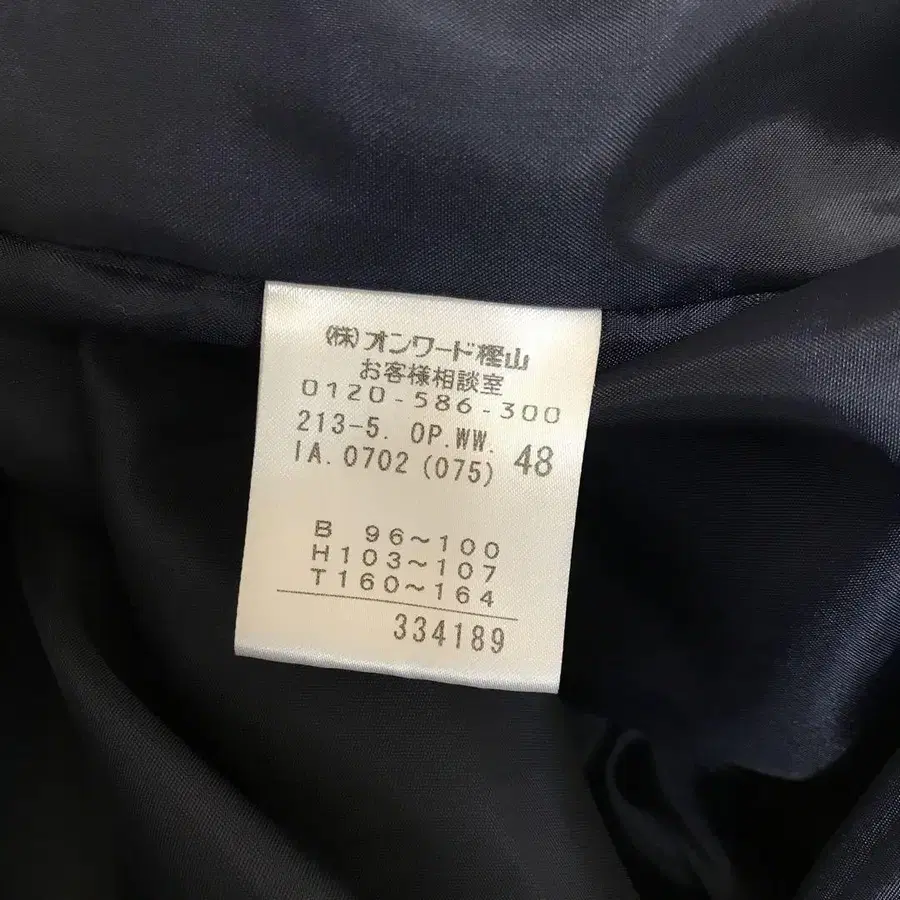 (株)オンワード樫山
お客様相談室
0120-586-300
213-5. OP.WW.
IA.0702 (075) 48
B 96～100
H103～107
T160～164
334189